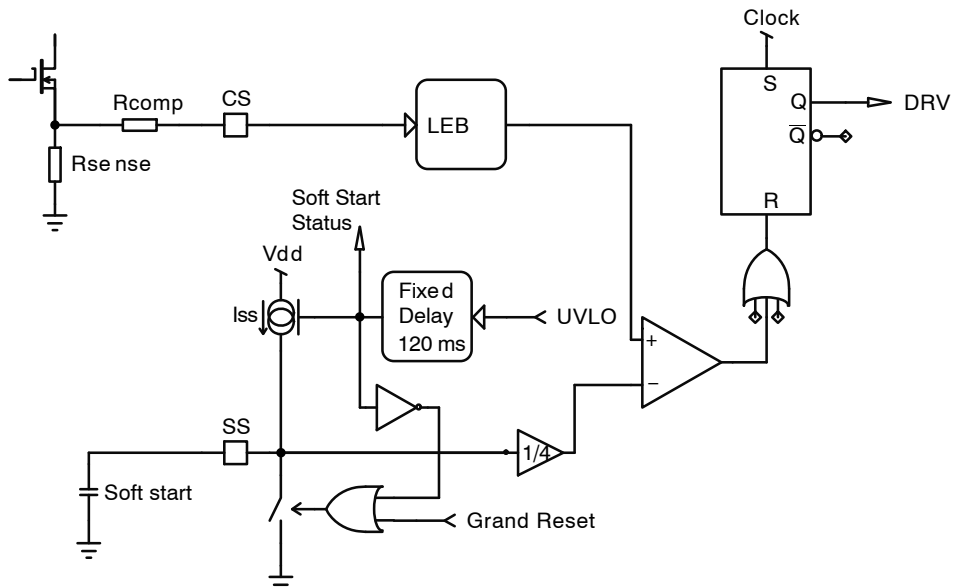 Clock
S
Q
DRV
Q̅
R
Rcomp
CS
LEB
Rse nse
Soft Start
Status
Vdd
Iss
Fixed
Delay
120 ms
UVLO
+
−
SS
1/4
Soft start
Grand Reset